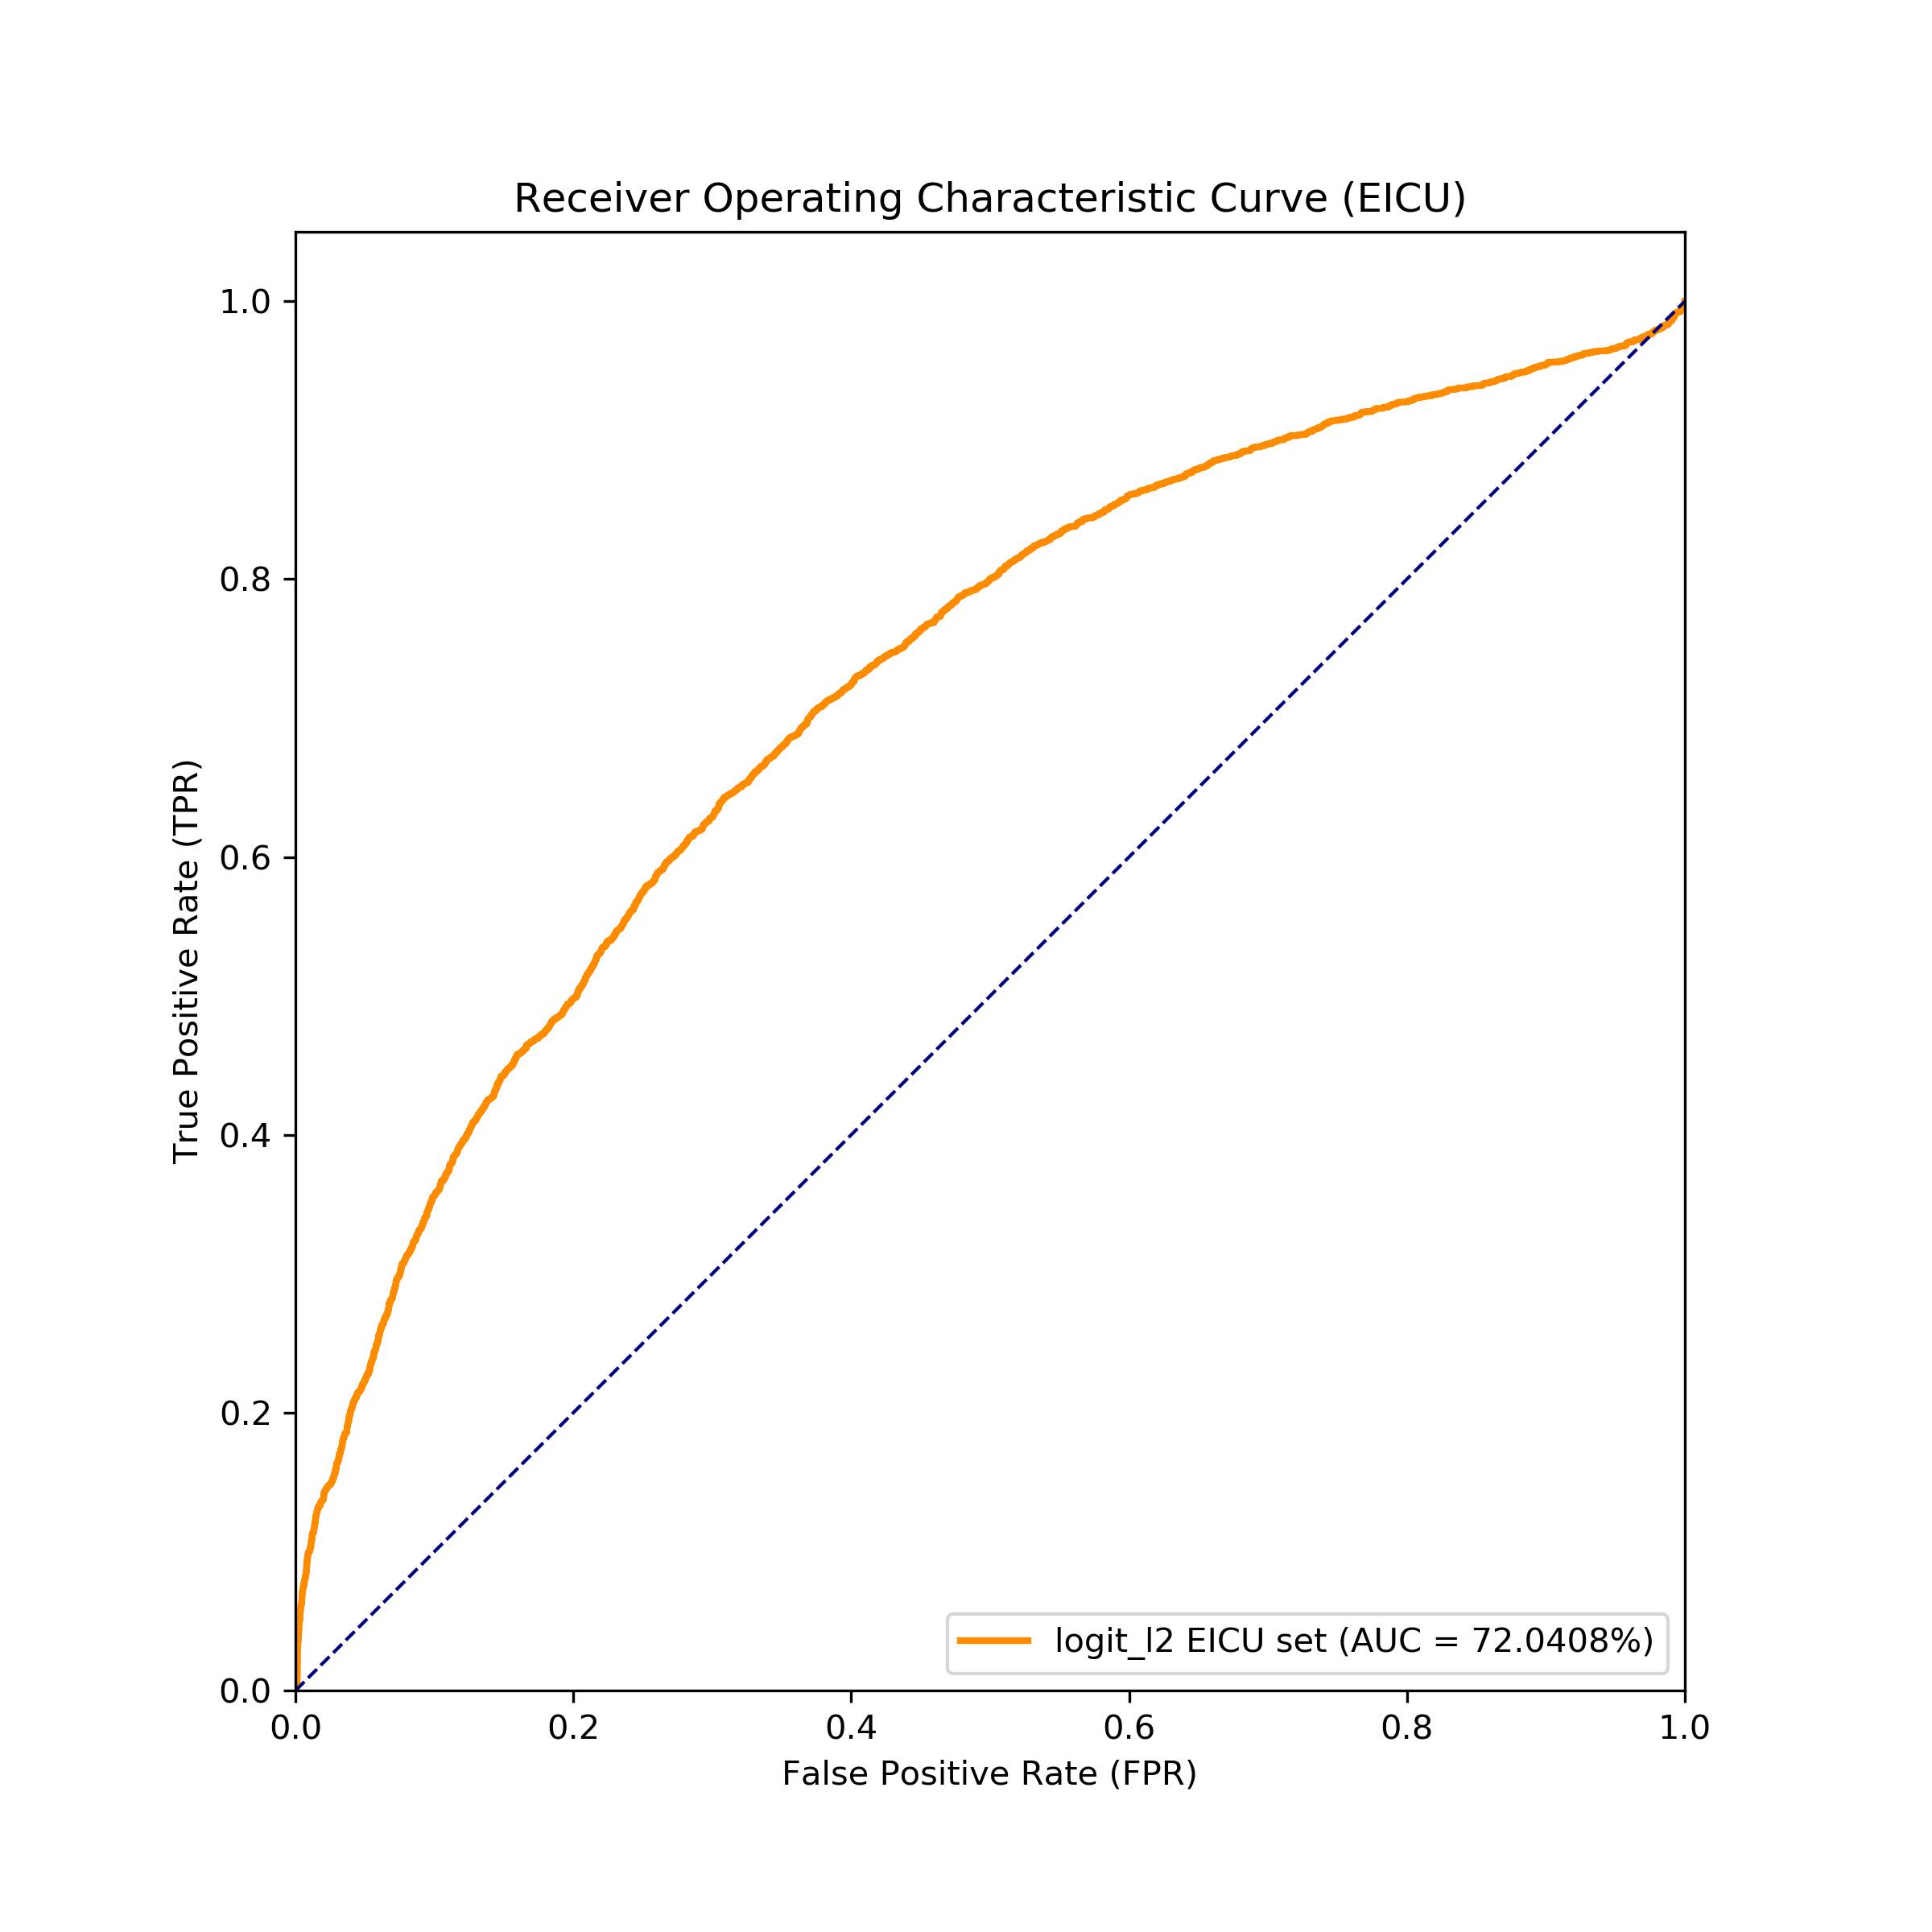 Receiver Operating Characteristic Curve (EICU)
True Positive Rate (TPR)
1.0
0.8
0.6
0.4
0.2
0.0
logit_l2 EICU set (AUC = 72.0408%)
0.0 0.2 0.4 0.6 0.8 1.0
False Positive Rate (FPR)